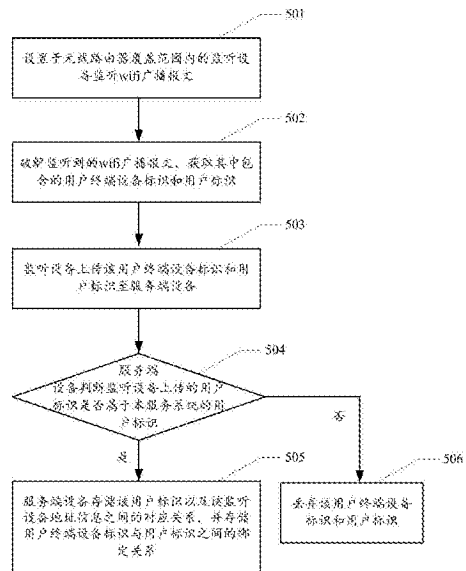 501
设置于无线路由器覆盖范围内的监听设
备监听wifi广播报文
502
破解监听到的wifi广播报文，获取其中包
含的用户终端设备标识和用户标识
503
监听设备上传该用户终端设备标识和用
户标识至服务端设备
504
服务端
设备判断监听设备上传的用户
标识是否属于本服务系统的用
户标识
否
是
505
506
服务端设备存储该用户标识以及该监听
设备地址信息之间的对应关系，并存储
用户终端设备标识与用户标识之间的绑
定关系
丢弃该用户终端设备
标识和用户标识